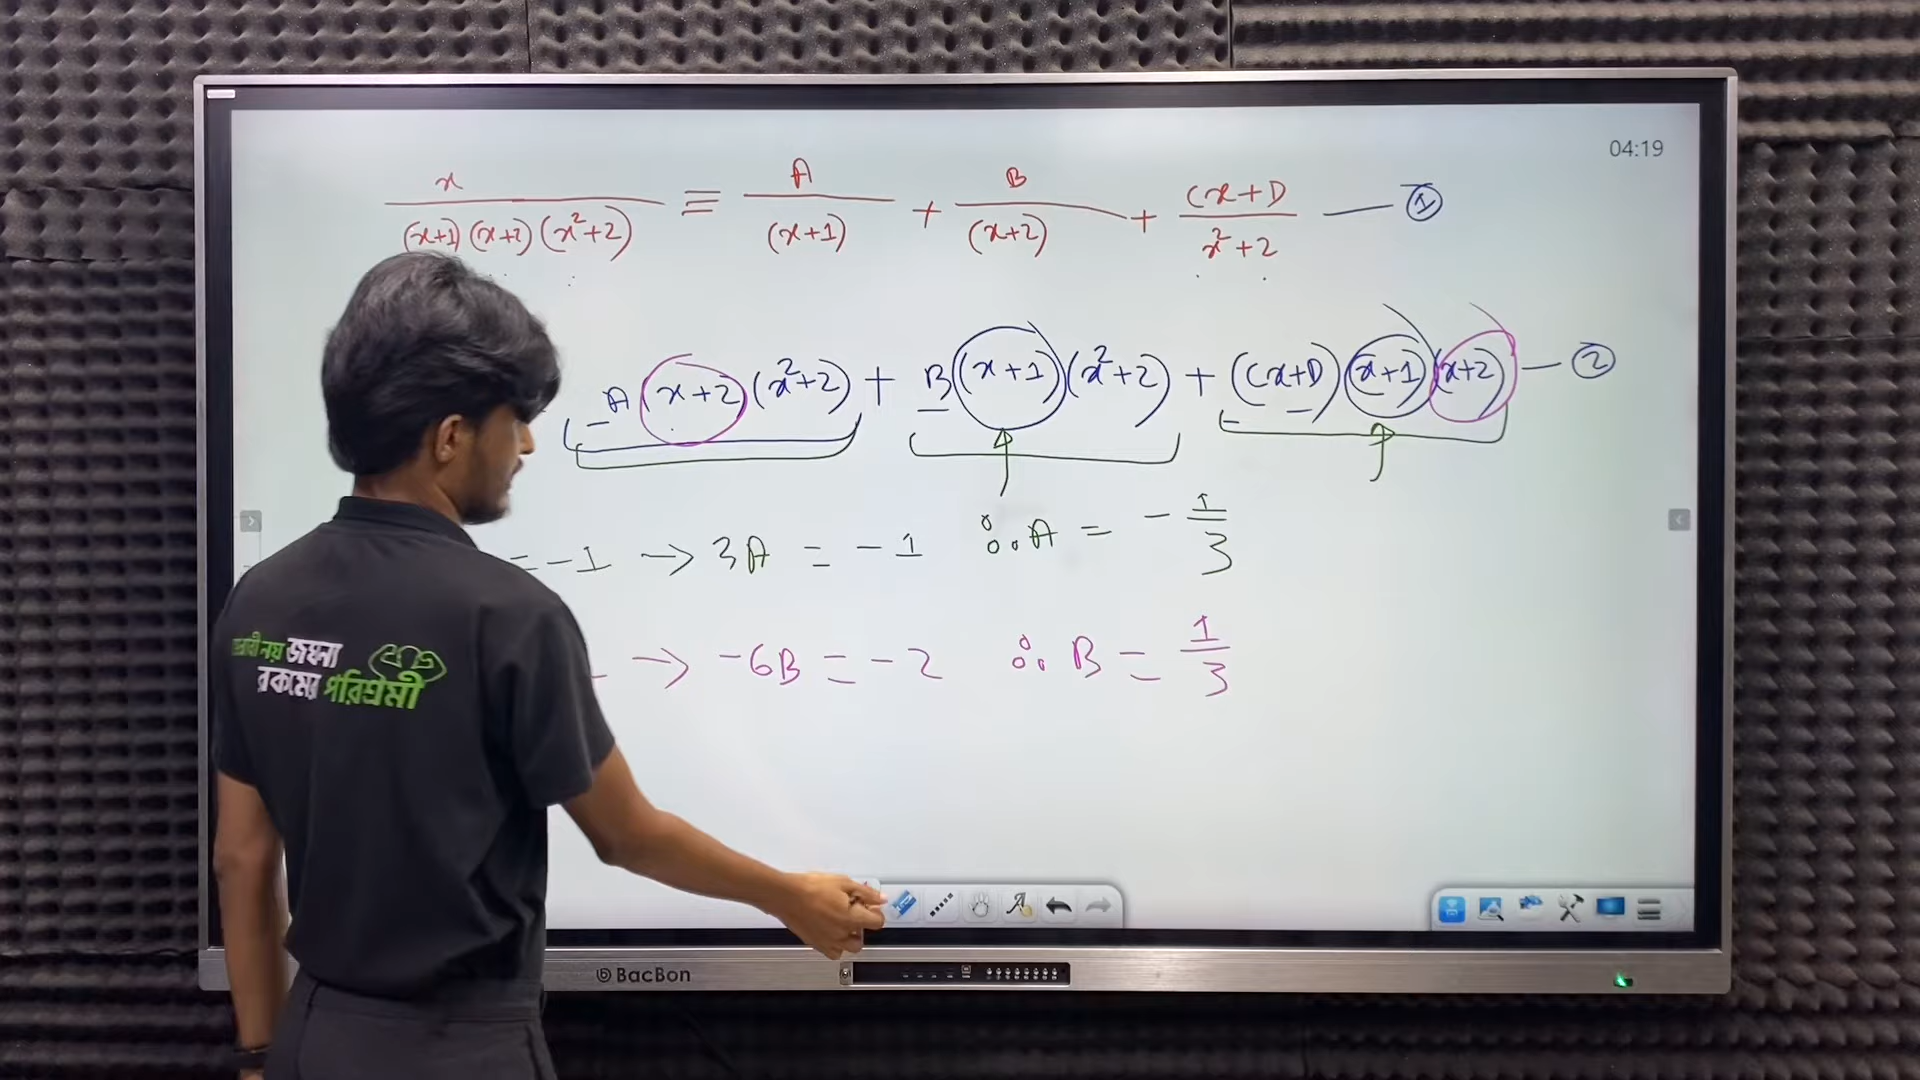 04:19
x/((x+1)(x+2)(x²+2)) ≡ A/(x+1) + B/(x+2) + (Cx+D)/(x²+2) — ①
A(x+2)(x²+2) + B(x+1)(x²+2) + (Cx+D)(x+1)(x+2) — ②
= -1 → 3A = -1 ∴ A = -1/3
→ -6B = -2 ∴ B = 1/3
নয় জঘন্য
রকমের পরিশ্রমী
BacBon